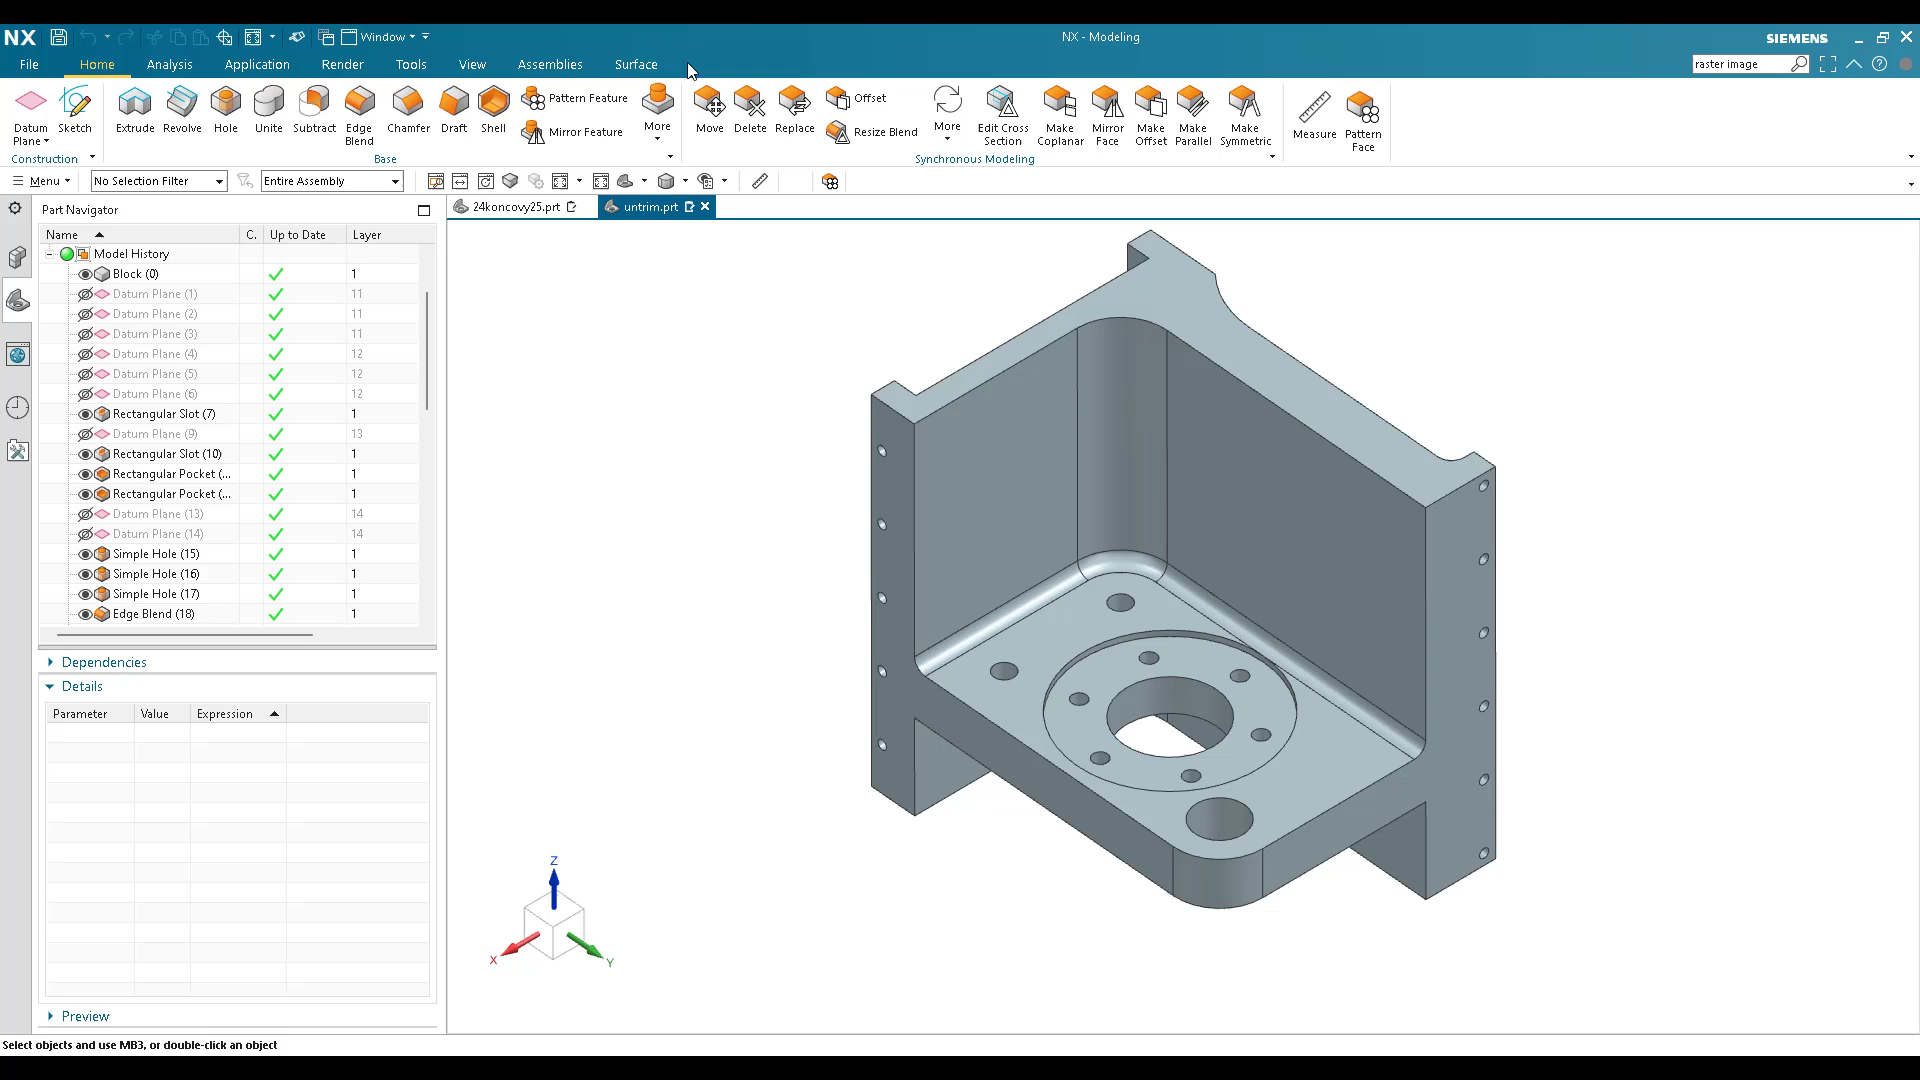 NX
Window
NX - Modeling
SIEMENS
File
Home
Analysis
Application
Render
Tools
View
Assemblies
Surface
raster image
Datum Plane
Sketch
Extrude
Revolve
Hole
Unite
Subtract
Edge Blend
Chamfer
Draft
Shell
Pattern Feature
Mirror Feature
More
Move
Delete
Replace
Offset
Resize Blend
More
Edit Cross Section
Make Coplanar
Mirror Face
Make Offset
Make Parallel
Make Symmetric
Measure
Pattern Face
Construction
Base
Synchronous Modeling
Menu
No Selection Filter
Entire Assembly
Part Navigator
24koncovy25.prt
untrim.prt
Name C. Up to Date Layer
Model History
Block (0) 1
Datum Plane (1) 11
Datum Plane (2) 11
Datum Plane (3) 11
Datum Plane (4) 12
Datum Plane (5) 12
Datum Plane (6) 12
Rectangular Slot (7) 1
Datum Plane (9) 13
Rectangular Slot (10) 1
Rectangular Pocket (... 1
Rectangular Pocket (... 1
Datum Plane (13) 14
Datum Plane (14) 14
Simple Hole (15) 1
Simple Hole (16) 1
Simple Hole (17) 1
Edge Blend (18) 1
Dependencies
Details
Parameter Value Expression
Preview
Z
X
Y
Select objects and use MB3, or double-click an object